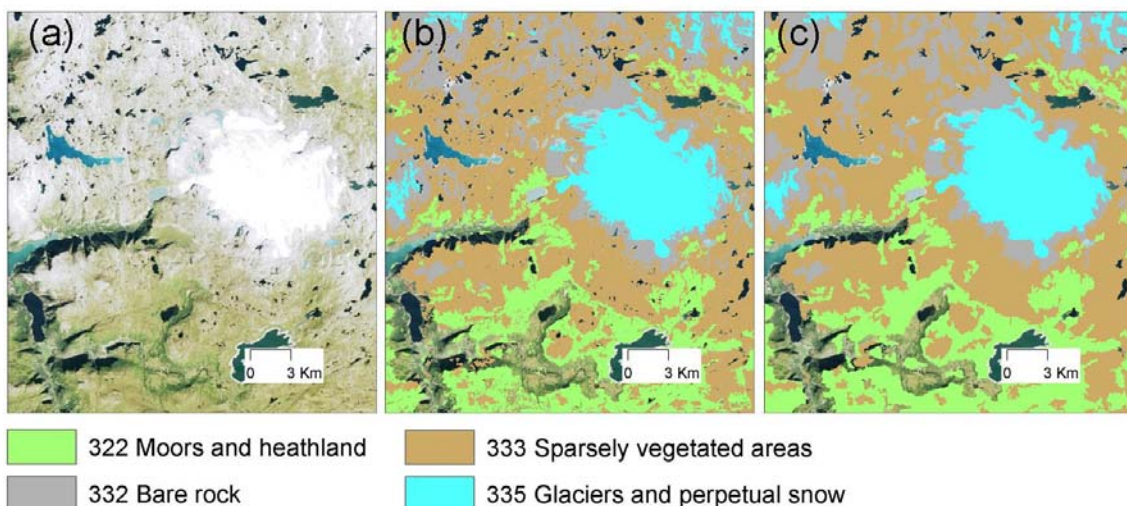 (a) (b) (c)
0 3 Km 0 3 Km 0 3 Km
322 Moors and heathland 333 Sparsely vegetated areas
332 Bare rock 335 Glaciers and perpetual snow